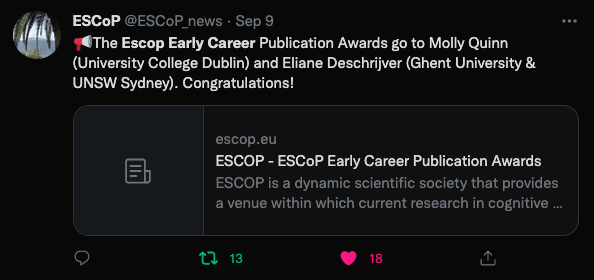 ESCoP @ESCoP_news · Sep 9
📢The Escop Early Career Publication Awards go to Molly Quinn
(University College Dublin) and Eliane Deschrijver (Ghent University &
UNSW Sydney). Congratulations!
escop.eu
ESCOP - ESCoP Early Career Publication Awards
ESCOP is a dynamic scientific society that provides
a venue within which current research in cognitive ...
13 18